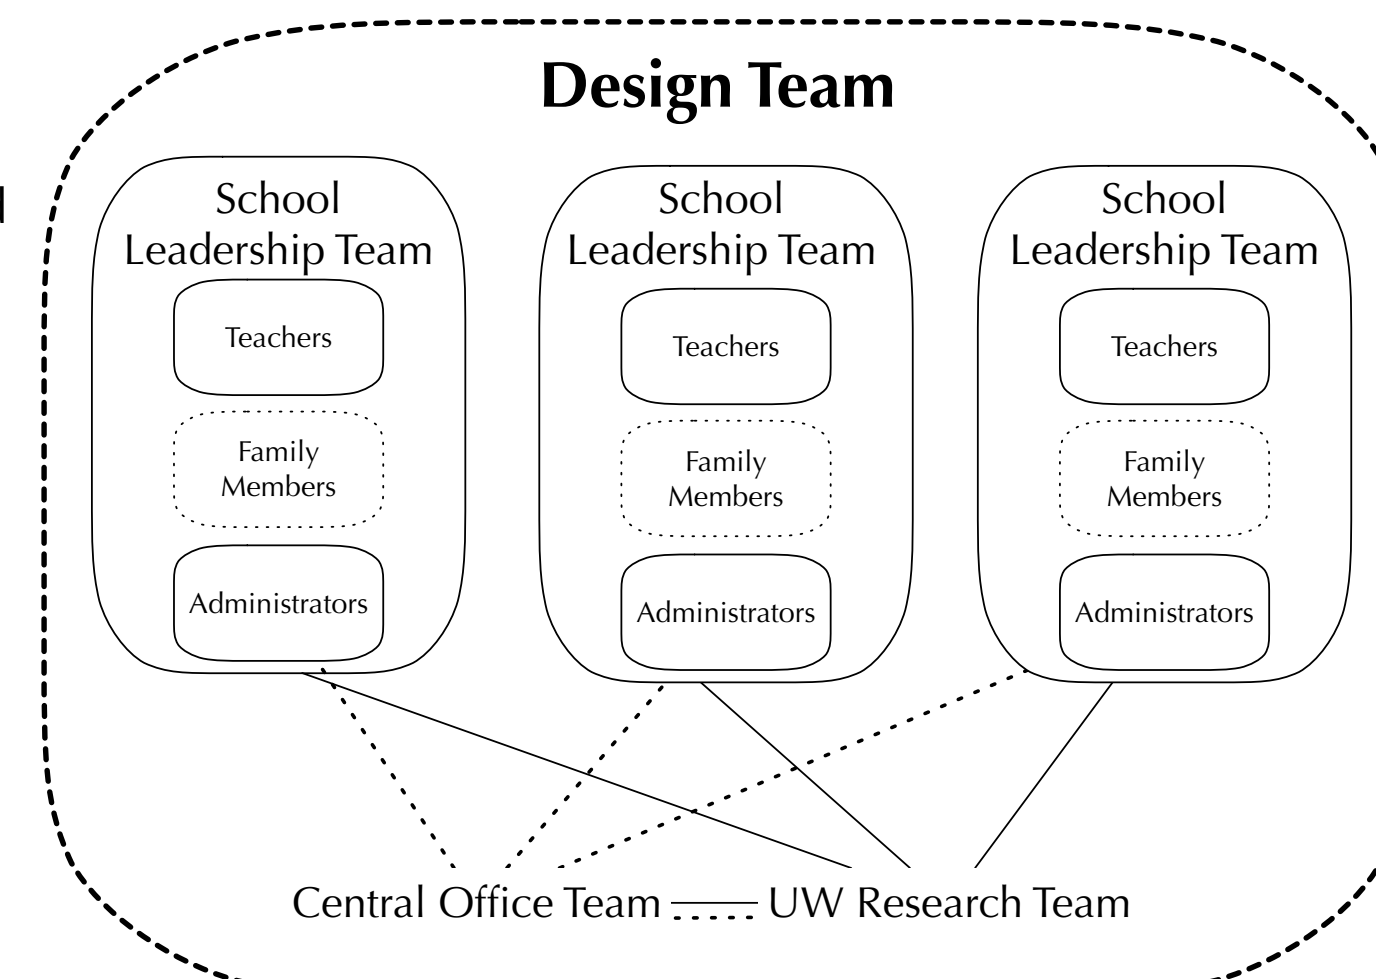 Design Team
School
Leadership Team
Teachers
Family
Members
Administrators
School
Leadership Team
Teachers
Family
Members
Administrators
School
Leadership Team
Teachers
Family
Members
Administrators
Central Office Team
UW Research Team